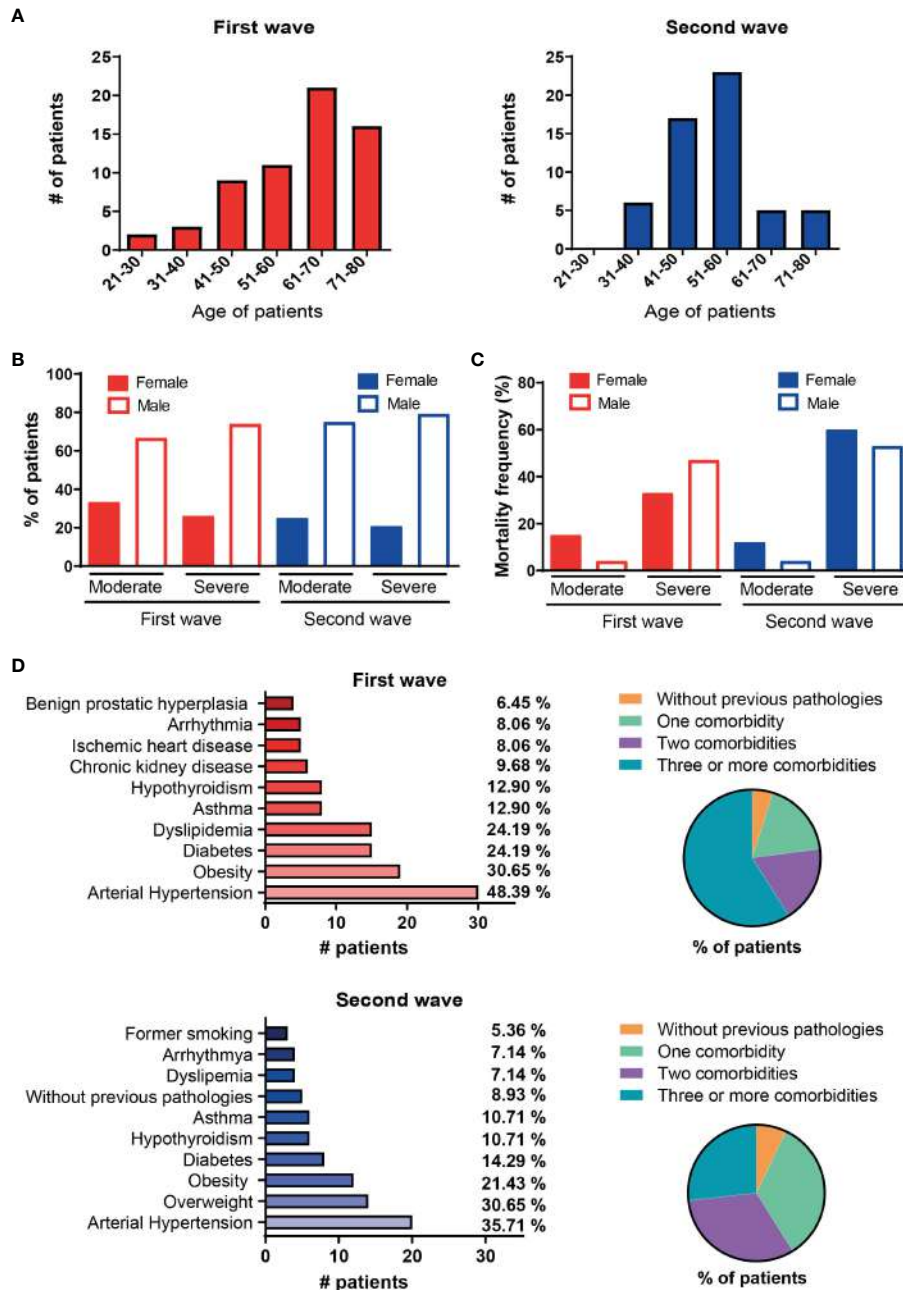 A
First wave
# of patients
25
20
15
10
5
0
21-30
31-40
41-50
51-60
61-70
71-80
Age of patients
Second wave
# of patients
25
20
15
10
5
0
21-30
31-40
41-50
51-60
61-70
71-80
Age of patients
B
% of patients
100
80
60
40
20
0
Female
Male
Female
Male
Moderate
Severe
Moderate
Severe
First wave
Second wave
C
Mortality frequency (%)
80
60
40
20
0
Female
Male
Female
Male
Moderate
Severe
Moderate
Severe
First wave
Second wave
D
First wave
Benign prostatic hyperplasia 6.45 %
Arrhythmia 8.06 %
Ischemic heart disease 8.06 %
Chronic kidney disease 9.68 %
Hypothyroidism 12.90 %
Asthma 12.90 %
Dyslipidemia 24.19 %
Diabetes 24.19 %
Obesity 30.65 %
Arterial Hypertension 48.39 %
0 10 20 30
# patients
Without previous pathologies
One comorbidity
Two comorbidities
Three or more comorbidities
% of patients
Second wave
Former smoking 5.36 %
Arrhythmya 7.14 %
Dyslipemia 7.14 %
Without previous pathologies 8.93 %
Asthma 10.71 %
Hypothyroidism 10.71 %
Diabetes 14.29 %
Obesity 21.43 %
Overweight 30.65 %
Arterial Hypertension 35.71 %
0 10 20 30
# patients
Without previous pathologies
One comorbidity
Two comorbidities
Three or more comorbidities
% of patients